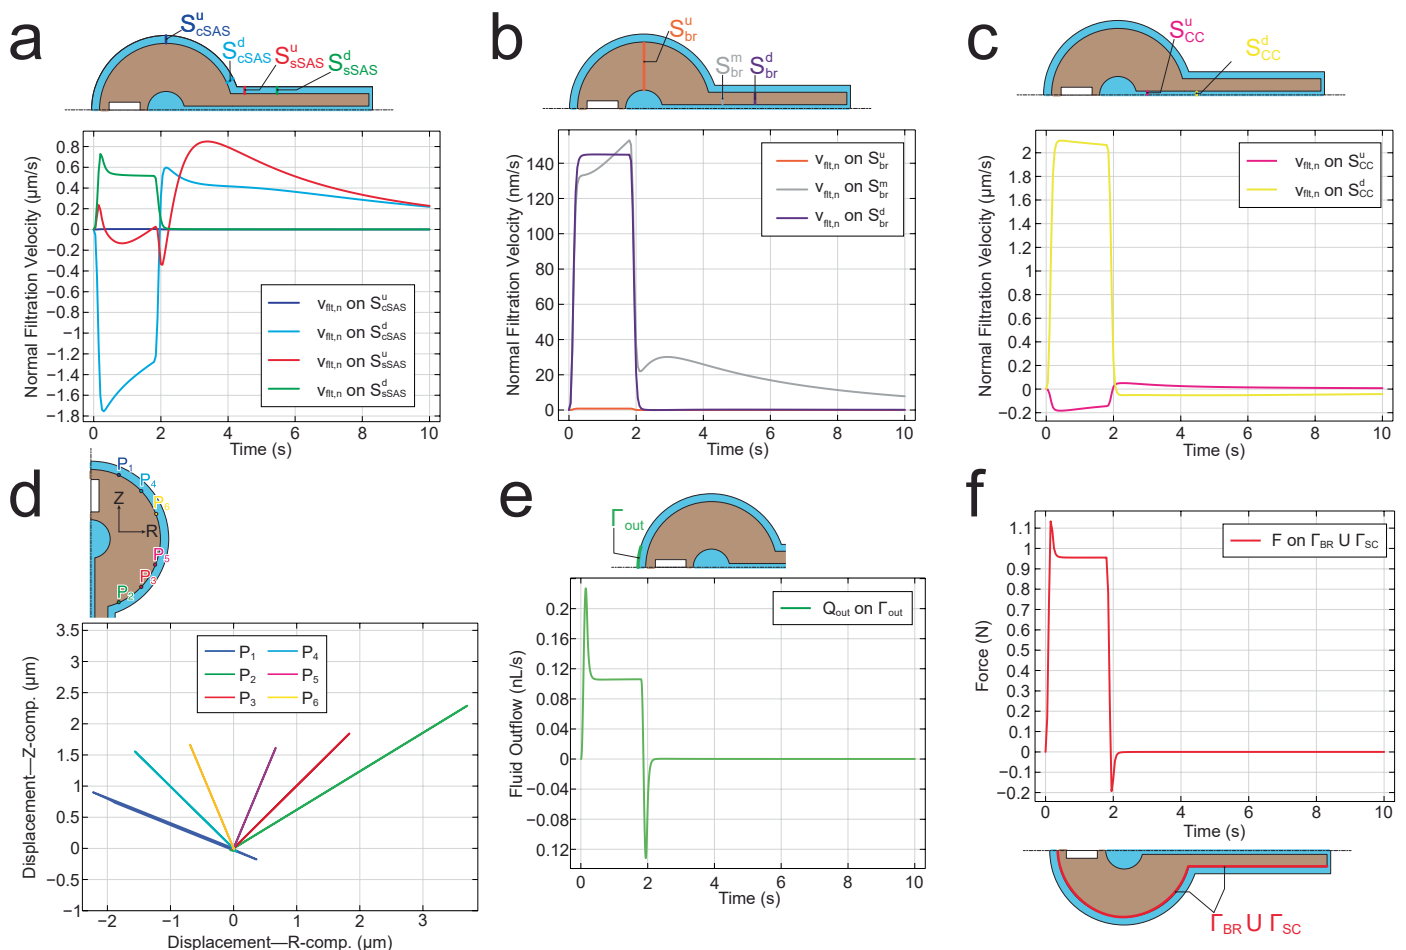 a
S^u_cSAS
S^d_cSAS
S^u_sSAS
S^d_sSAS
Normal Filtration Velocity (μm/s)
0.8
0.6
0.4
0.2
0
−0.2
−0.4
−0.6
−0.8
−1
−1.2
−1.4
−1.6
−1.8
0 2 4 6 8 10
Time (s)
v_flt,n on S^u_cSAS
v_flt,n on S^d_cSAS
v_flt,n on S^u_sSAS
v_flt,n on S^d_sSAS
b
S^u_br
S^m_br
S^d_br
Normal Filtration Velocity (nm/s)
140
120
100
80
60
40
20
0
0 2 4 6 8 10
Time (s)
v_flt,n on S^u_br
v_flt,n on S^m_br
v_flt,n on S^d_br
c
S^u_CC
S^d_CC
Normal Filtration Velocity (μm/s)
2
2
1.6
1.4
1.2
1
0.8
0.6
0.4
0.2
0
−0.2
0 2 4 6 8 10
Time (s)
v_flt,n on S^u_CC
v_flt,n on S^d_CC
d
P1
P4
P6
Z
R
P5
P3
P2
Displacement—Z-comp. (μm)
3.5
3
2.5
2
1.5
1
0.5
0
−0.5
−1
−2 −1 0 1 2 3
Displacement—R-comp. (μm)
P1 P4
P2 P5
P3 P6
e
Γout
Fluid Outflow (nL/s)
0.2
0.16
0.12
0.08
0.04
0
−0.04
−0.08
0.12
0 2 4 6 8 10
Time (s)
Qout on Γout
f
Force (N)
1.1
1
0.9
0.8
0.7
0.6
0.5
0.4
0.3
0.2
0.1
0
−0.1
−0.2
0 2 4 6 8 10
Time (s)
F on ΓBR U ΓSC
ΓBR U ΓSC